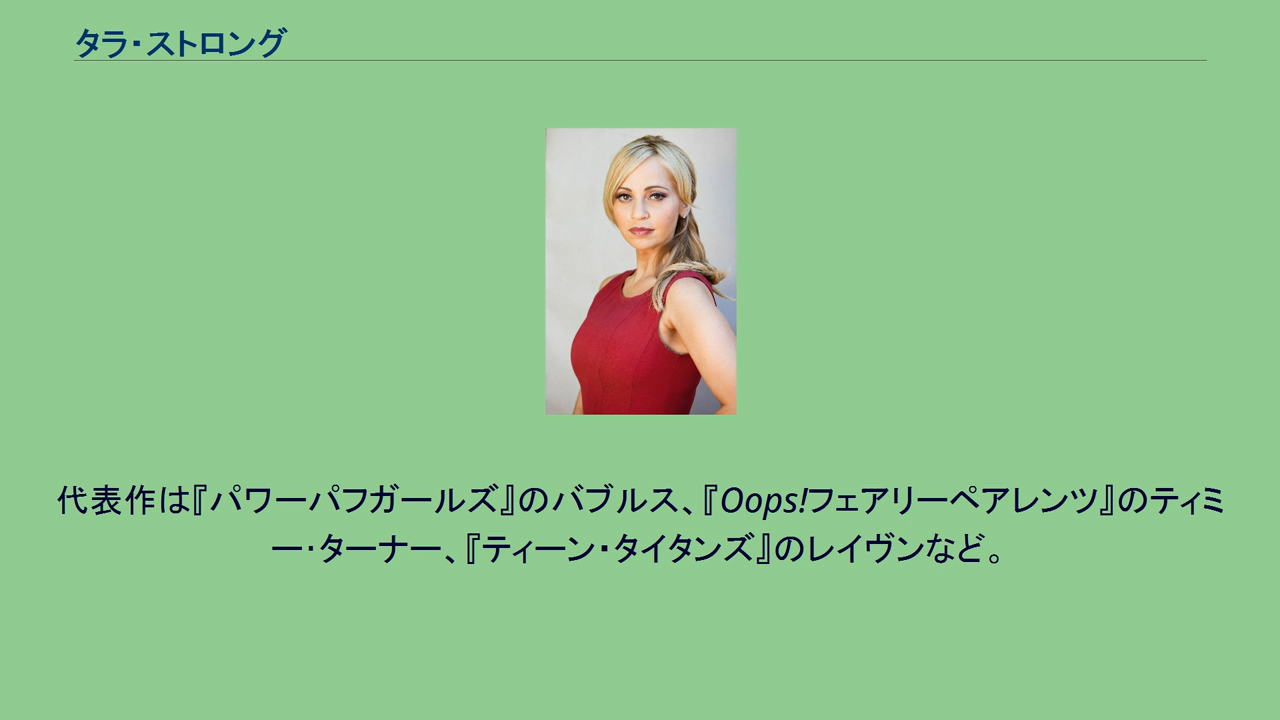 タラ・ストロング
代表作は『パワーパフガールズ』のバブルス、『Oops!フェアリーペアレンツ』のティミ
ー·ターナー、『ティーン・タイタンズ』のレイヴンなど。